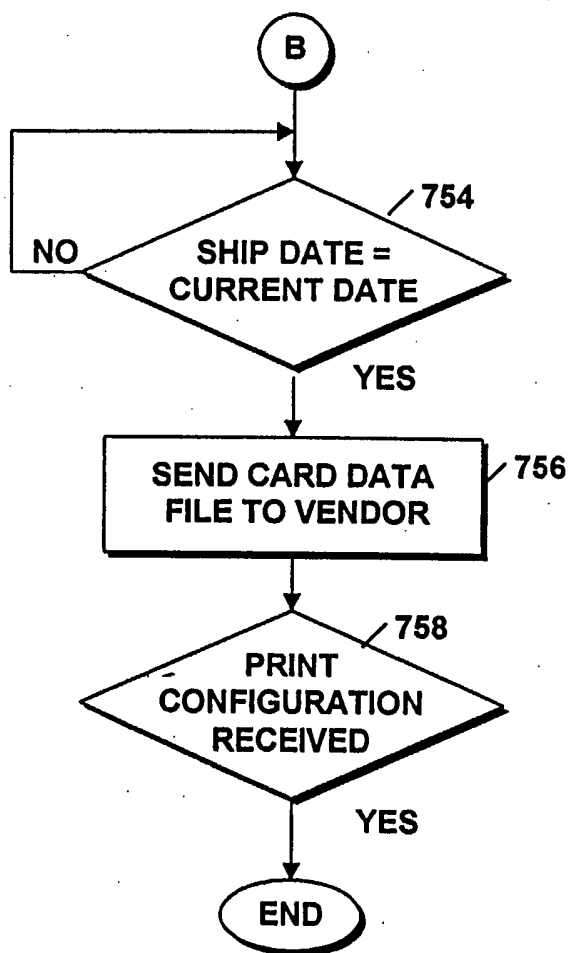 B
754
NO
SHIP DATE =
CURRENT DATE
YES
SEND CARD DATA
FILE TO VENDOR
756
758
PRINT
CONFIGURATION
RECEIVED
YES
END